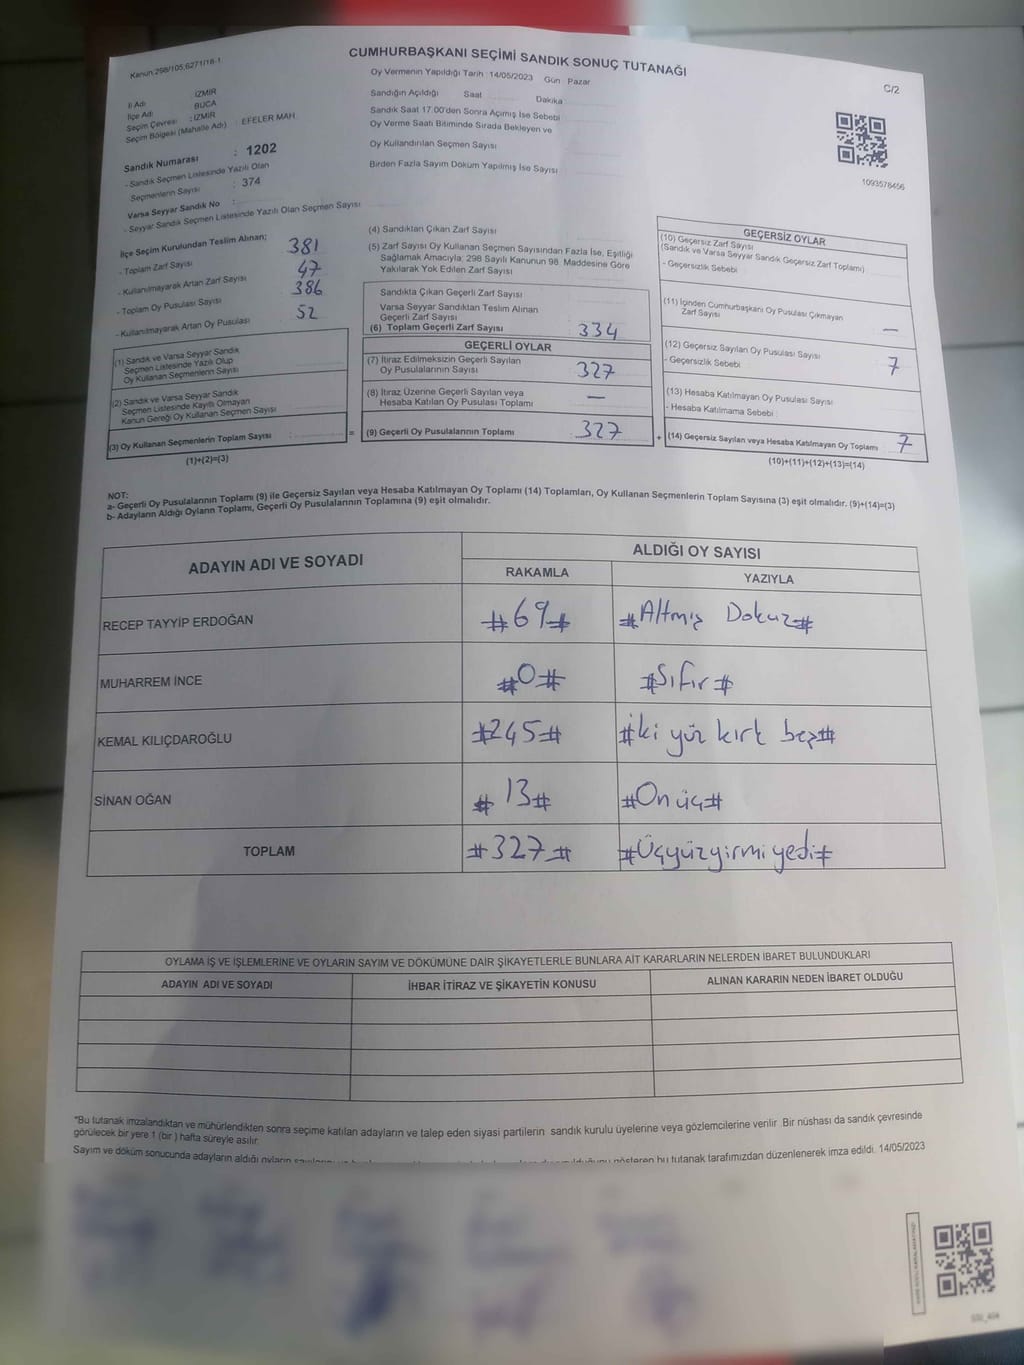 Kanun:298/105,6271/18-1
CUMHURBAŞKANI SEÇİMİ SANDIK SONUÇ TUTANAĞI
C/2
Oy Vermenin Yapıldığı Tarih : 14/05/2023 Gün Pazar
İl Adı : İZMİR
İlçe Adı : BUCA
Seçim Çevresi : İZMİR
Seçim Bölgesi (Mahalle Adı) : EFELER MAH.
Sandığın Açıldığı Saat Dakika
Sandık Saat 17.00'den Sonra Açımış İse Sebebi
Oy Verme Saati Bitiminde Sırada Bekleyen ve
Oy Kullandırılan Seçmen Sayısı
Birden Fazla Sayım Döküm Yapılmış İse Sayısı
1093578456
Sandık Numarası : 1202
- Sandık Seçmen Listesinde Yazılı Olan
Seçmenlerin Sayısı : 374
Varsa Seyyar Sandık No :
- Seyyar Sandık Seçmen Listesinde Yazılı Olan Seçmen Sayısı
İlçe Seçim Kurulundan Teslim Alınan;
- Toplam Zarf Sayısı 381
- Kullanılmayarak Artan Zarf Sayısı 47
- Toplam Oy Pusulası Sayısı 386
- Kullanılmayarak Artan Oy Pusulası 52
(1) Sandık ve Varsa Seyyar Sandık
Seçmen Listesinde Yazılı Olup
Oy Kullanan Seçmenlerin Sayısı
(2) Sandık ve Varsa Seyyar Sandık
Seçmen Listesinde Kayıtlı Olmayan
Kanun Gereği Oy Kullanan Seçmen Sayısı
(3) Oy Kullanan Seçmenlerin Toplam Sayısı :
(1)+(2)=(3)
(4) Sandıktan Çıkan Zarf Sayısı
(5) Zarf Sayısı Oy Kullanan Seçmen Sayısından Fazla İse, Eşitliği
Sağlamak Amacıyla; 298 Sayılı Kanunun 98. Maddesine Göre
Yakılarak Yok Edilen Zarf Sayısı
Sandıkta Çıkan Geçerli Zarf Sayısı
Varsa Seyyar Sandıktan Teslim Alınan
Geçerli Zarf Sayısı
(6) Toplam Geçerli Zarf Sayısı 334
GEÇERLİ OYLAR
(7) İtiraz Edilmeksizin Geçerli Sayılan
Oy Pusulalarının Sayısı 327
(8) İtiraz Üzerine Geçerli Sayılan veya
Hesaba Katılan Oy Pusulası Toplamı —
= (9) Geçerli Oy Pusulalarının Toplamı 327
GEÇERSİZ OYLAR
(10) Geçersiz Zarf Sayısı
(Sandık ve Varsa Seyyar Sandık Geçersiz Zarf Toplamı)
- Geçersizlik Sebebi
(11) İçinden Cumhurbaşkanı Oy Pusulası Çıkmayan
Zarf Sayısı —
(12) Geçersiz Sayılan Oy Pusulası Sayısı 7
- Geçersizlik Sebebi
(13) Hesaba Katılmayan Oy Pusulası Sayısı
- Hesaba Katılmama Sebebi :
+ (14) Geçersiz Sayılan veya Hesaba Katılmayan Oy Toplamı 7
(10)+(11)+(12)+(13)=(14)
NOT:
a- Geçerli Oy Pusulalarının Toplamı (9) ile Geçersiz Sayılan veya Hesaba Katılmayan Oy Toplamı (14) Toplamları, Oy Kullanan Seçmenlerin Toplam Sayısına (3) eşit olmalıdır. (9)+(14)=(3)
b- Adayların Aldığı Oyların Toplamı, Geçerli Oy Pusulalarının Toplamına (9) eşit olmalıdır.
ADAYIN ADI VE SOYADI
ALDIĞI OY SAYISI
RAKAMLA YAZIYLA
RECEP TAYYİP ERDOĞAN #69# #Altmış Dokuz#
MUHARREM İNCE #0# #Sıfır#
KEMAL KILIÇDAROĞLU #245# #İki yüz kırk beş#
SİNAN OĞAN #13# #On üç#
TOPLAM #327# #Üçyüzyirmi yedi#
OYLAMA İŞ VE İŞLEMLERİNE VE OYLARIN SAYIM VE DÖKÜMÜNE DAİR ŞİKAYETLERLE BUNLARA AİT KARARLARIN NELERDEN İBARET BULUNDUKLARI
ADAYIN ADI VE SOYADI İHBAR İTİRAZ VE ŞİKAYETİN KONUSU ALINAN KARARIN NEDEN İBARET OLDUĞU
*Bu tutanak imzalandıktan ve mühürlendikten sonra seçime katılan adayların ve talep eden siyasi partilerin sandık kurulu üyelerine veya gözlemcilerine verilir. Bir nüshası da sandık çevresinde
görülecek bir yere 1 (bir ) hafta süreyle asılır.
Sayım ve döküm sonucunda adayların aldığı oyların gösteren bu tutanak tarafımızdan düzenlenerek imza edildi. 14/05/2023